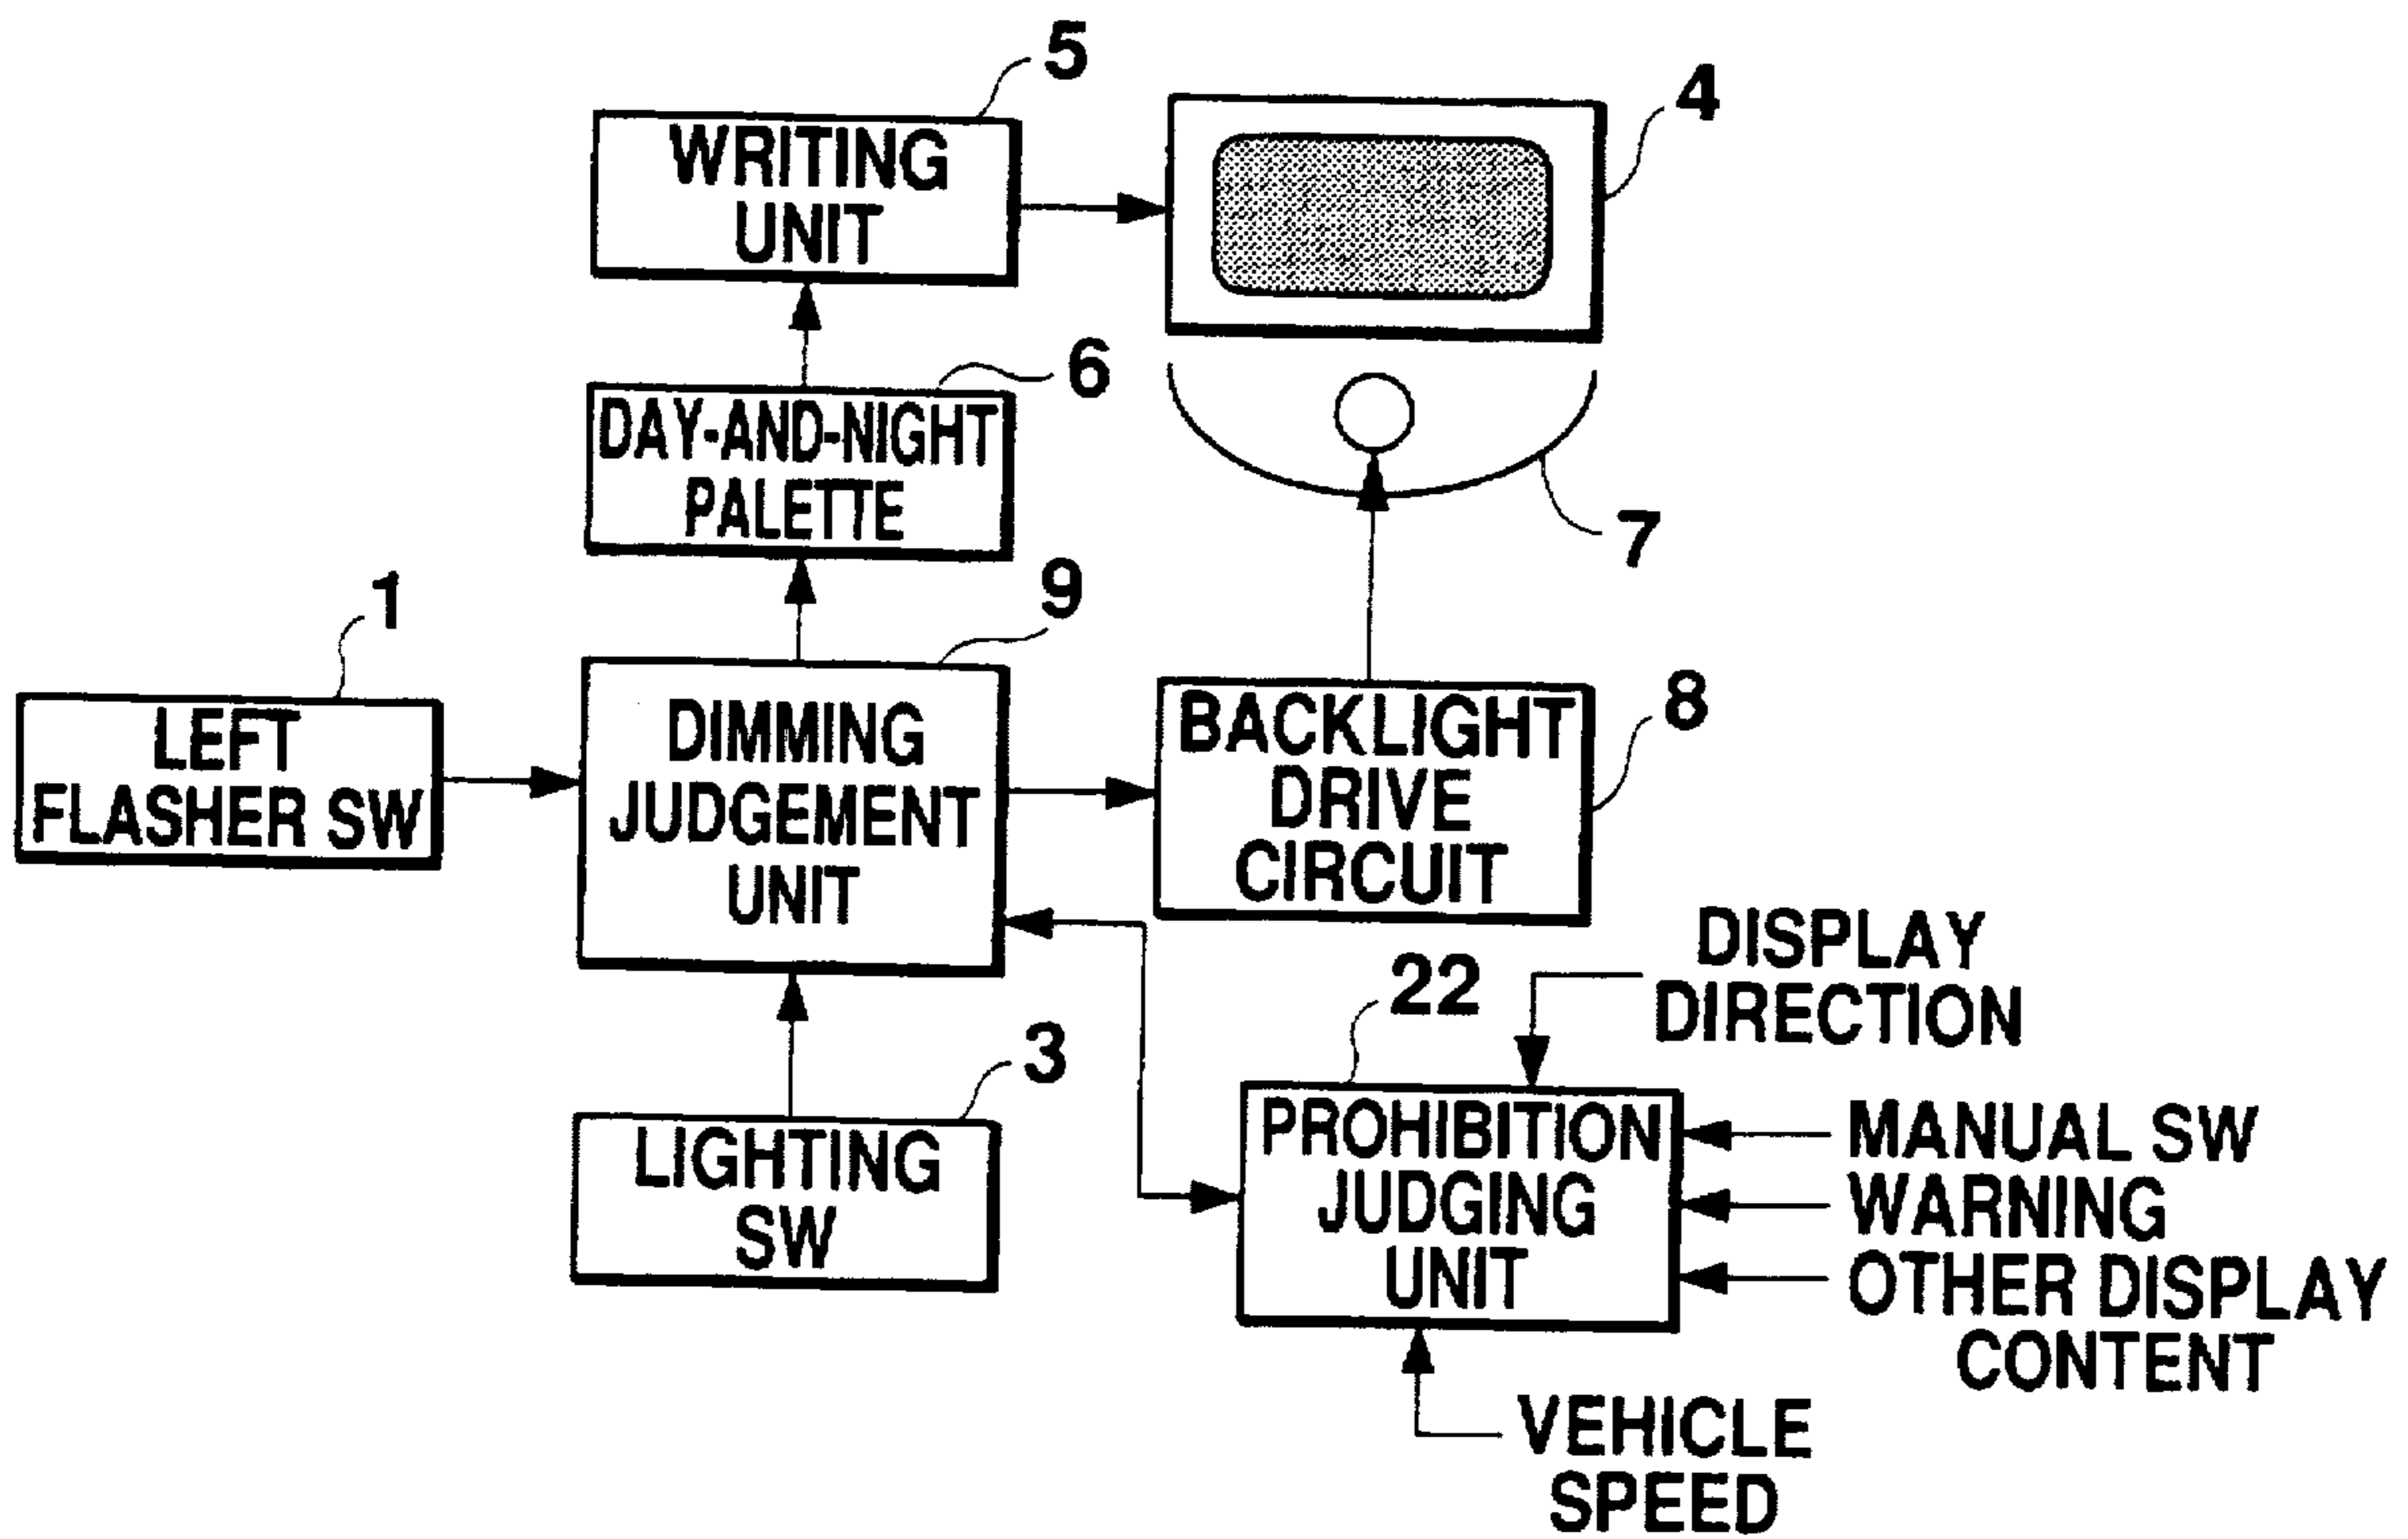 5
WRITING
UNIT
4
6
DAY-AND-NIGHT
PALETTE
7
1
LEFT
FLASHER SW
9
DIMMING
JUDGEMENT
UNIT
8
BACKLIGHT
DRIVE
CIRCUIT
3
LIGHTING
SW
22
DISPLAY
DIRECTION
PROHIBITION
JUDGING
UNIT
MANUAL SW
WARNING
OTHER DISPLAY
CONTENT
VEHICLE
SPEED